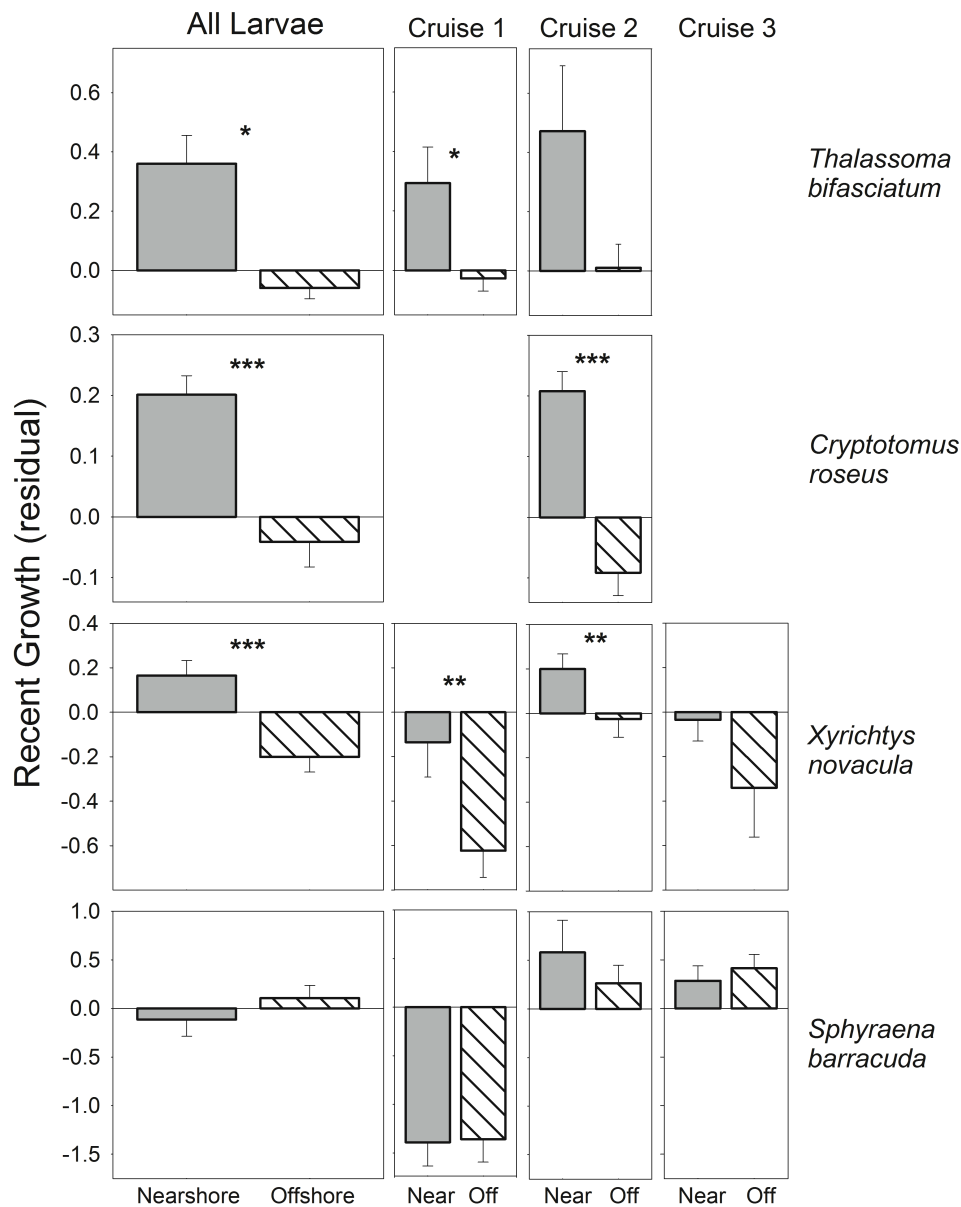 All Larvae Cruise 1 Cruise 2 Cruise 3
Recent Growth (residual)
0.6
0.4
0.2
0.0
* *
Thalassoma
bifasciatum
0.3
0.2
0.1
0.0
-0.1
*** ***
Cryptotomus
roseus
0.4
0.2
0.0
-0.2
-0.4
-0.6
*** ** **
Xyrichtys
novacula
1.0
0.5
0.0
-0.5
-1.0
-1.5
Sphyraena
barracuda
Nearshore Offshore Near Off Near Off Near Off